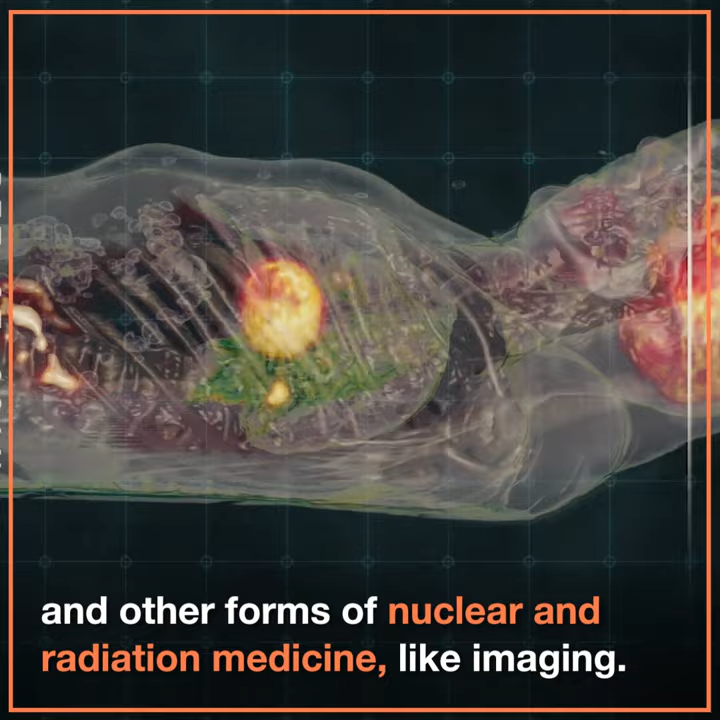 and other forms of nuclear and
radiation medicine, like imaging.